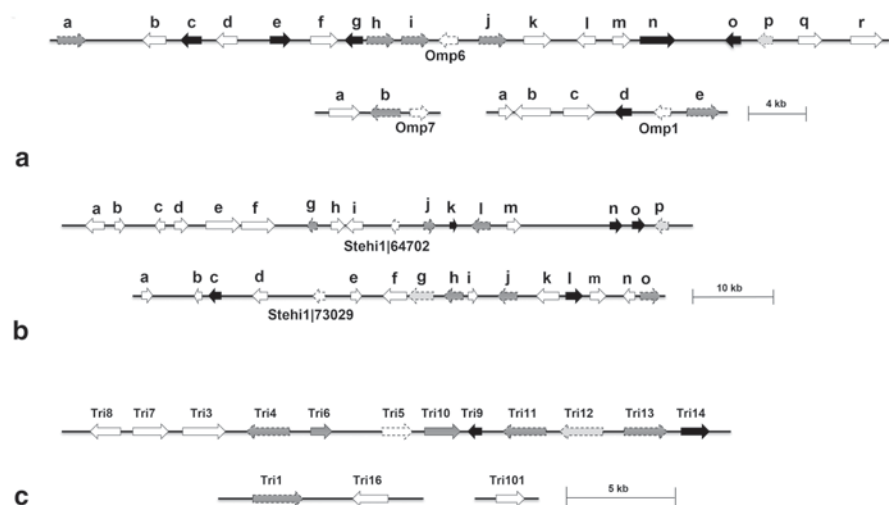 a b c d e f g h i j k l m n o p q r
Omp6
a b a b c d e
Omp7 Omp1 4 kb
a
a b c d e f g h i j k l m n o p
Stehi1|64702
a b c d e f g h i j k l m n o
Stehi1|73029 10 kb
b
Tri8 Tri7 Tri3 Tri4 Tri6 Tri5 Tri10 Tri9 Tri11 Tri12 Tri13 Tri14
Tri1 Tri16 Tri101
c 5 kb